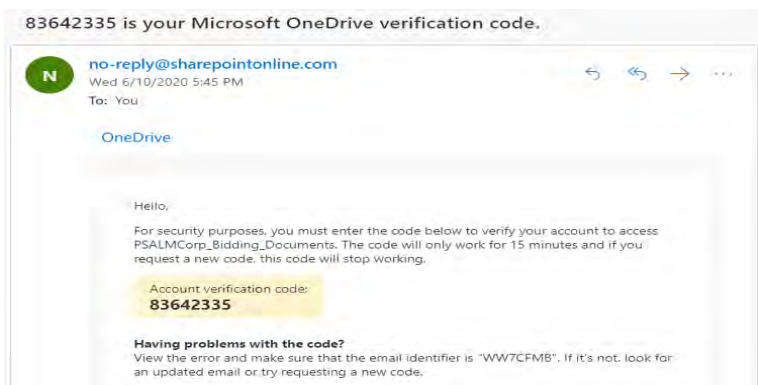 83642335 is your Microsoft OneDrive verification code.
N
no-reply@sharepointonline.com
Wed 6/10/2020 5:45 PM
To: You
OneDrive
Hello,
For security purposes, you must enter the code below to verify your account to access
PSALMCorp_Bidding_Documents. The code will only work for 15 minutes and if you
request a new code, this code will stop working.
Account verification code:
83642335
Having problems with the code?
View the error and make sure that the email identifier is "WW7CFMB". If it's not, look for
an updated email or try requesting a new code.